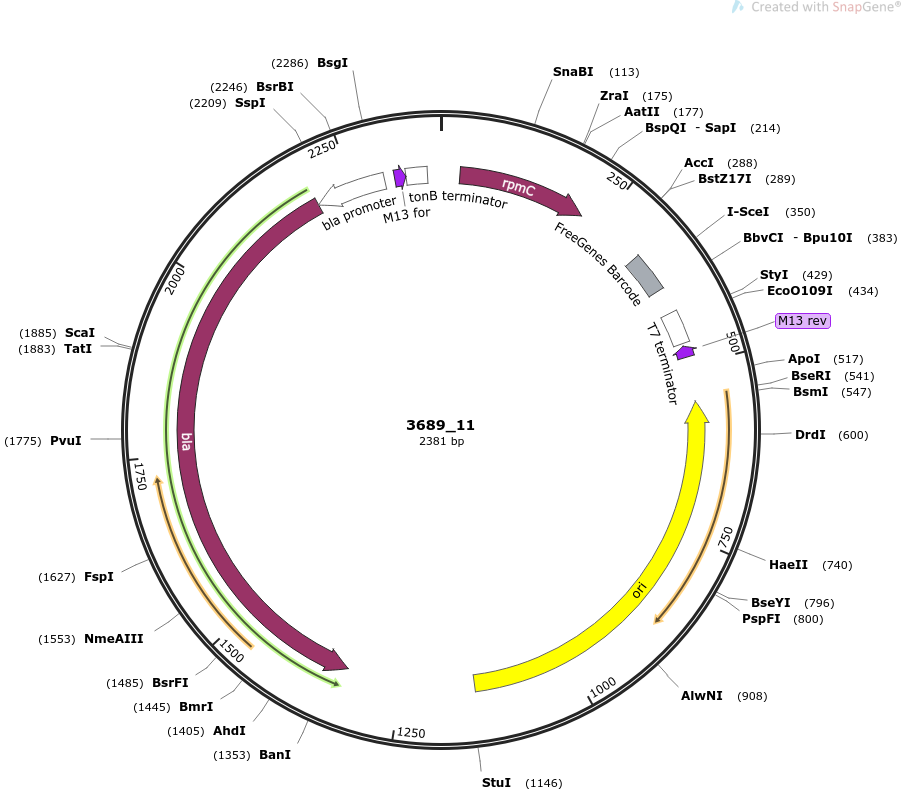 Created with SnapGene®
(2286) BsgI
(2246) BsrBI
(2209) SspI
SnaBI (113)
ZraI (175)
AatII (177)
BspQI - SapI (214)
AccI (288)
BstZ17I (289)
I-SceI (350)
BbvCI - Bpu10I (383)
StyI (429)
EcoO109I (434)
M13 rev
ApoI (517)
BseRI (541)
BsmI (547)
DrdI (600)
HaeII (740)
BseYI (796)
PspFI (800)
AlwNI (908)
StuI (1146)
(1353) BanI
(1405) AhdI
(1445) BmrI
(1485) BsrFI
(1553) NmeAIII
(1627) FspI
(1775) PvuI
(1883) TatI
(1885) ScaI
250
500
750
1000
1250
1500
1750
2000
2250
rpmC
tonB terminator
M13 for
bla promoter
FreeGenes Barcode
T7 terminator
bla
ori
3689_11
2381 bp